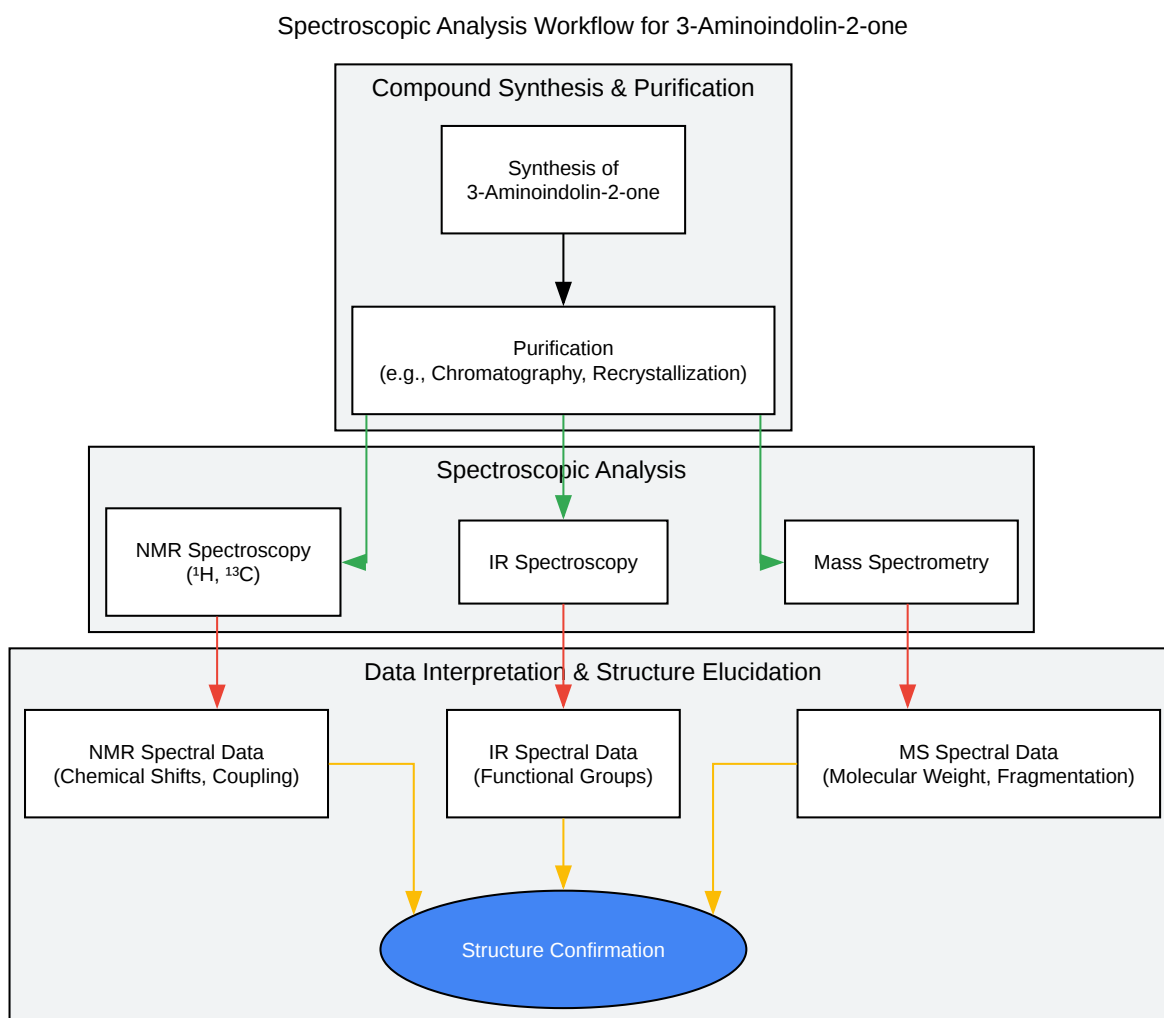 Spectroscopic Analysis Workflow for 3-Aminoindolin-2-one
Compound Synthesis & Purification
Synthesis of
3-Aminoindolin-2-one
Purification
(e.g., Chromatography, Recrystallization)
Spectroscopic Analysis
NMR Spectroscopy
(¹H, ¹³C)
IR Spectroscopy
Mass Spectrometry
Data Interpretation & Structure Elucidation
NMR Spectral Data
(Chemical Shifts, Coupling)
IR Spectral Data
(Functional Groups)
MS Spectral Data
(Molecular Weight, Fragmentation)
Structure Confirmation